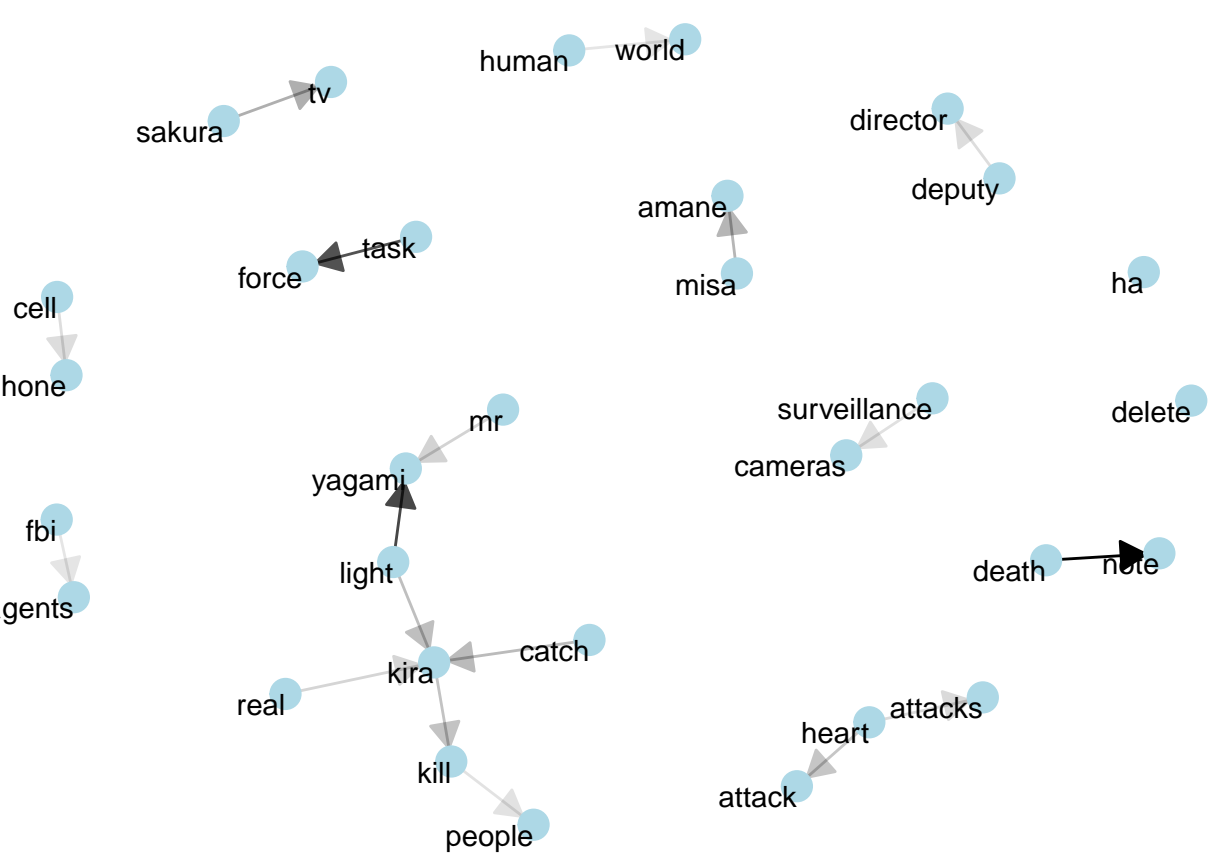 human
world
tv
sakura
director
deputy
amane
task
force
misa
ha
cell
hone
surveillance
delete
mr
cameras
yagami
fbi
light
death
note
gents
catch
kira
real
attacks
heart
kill
attack
people